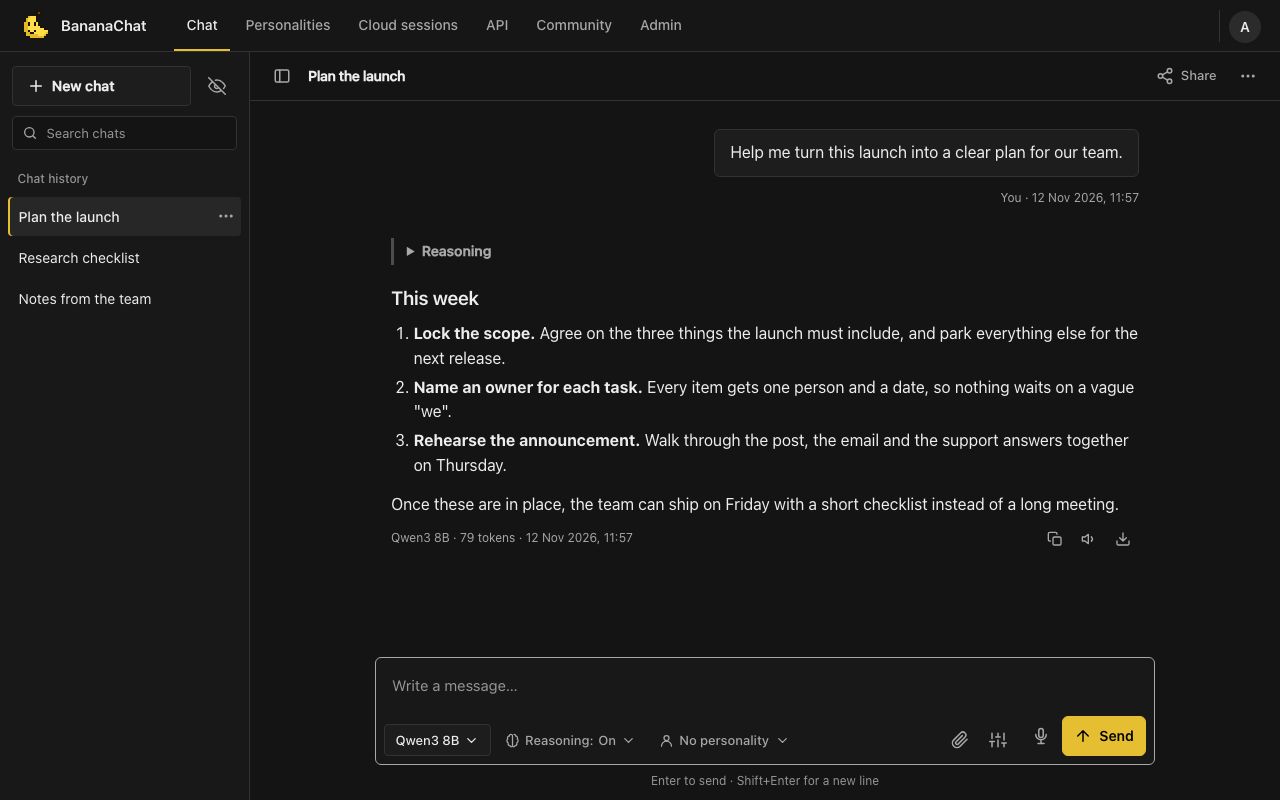 BananaChat
Chat
Personalities
Cloud sessions
API
Community
Admin
A
New chat
Search chats
Chat history
Plan the launch
Research checklist
Notes from the team
Plan the launch
Share
Help me turn this launch into a clear plan for our team.
You · 12 Nov 2026, 11:57
Reasoning
This week
1. Lock the scope. Agree on the three things the launch must include, and park everything else for the
next release.
2. Name an owner for each task. Every item gets one person and a date, so nothing waits on a vague
"we".
3. Rehearse the announcement. Walk through the post, the email and the support answers together
on Thursday.
Once these are in place, the team can ship on Friday with a short checklist instead of a long meeting.
Qwen3 8B · 79 tokens · 12 Nov 2026, 11:57
Write a message...
Qwen3 8B
Reasoning: On
No personality
Send
Enter to send · Shift+Enter for a new line